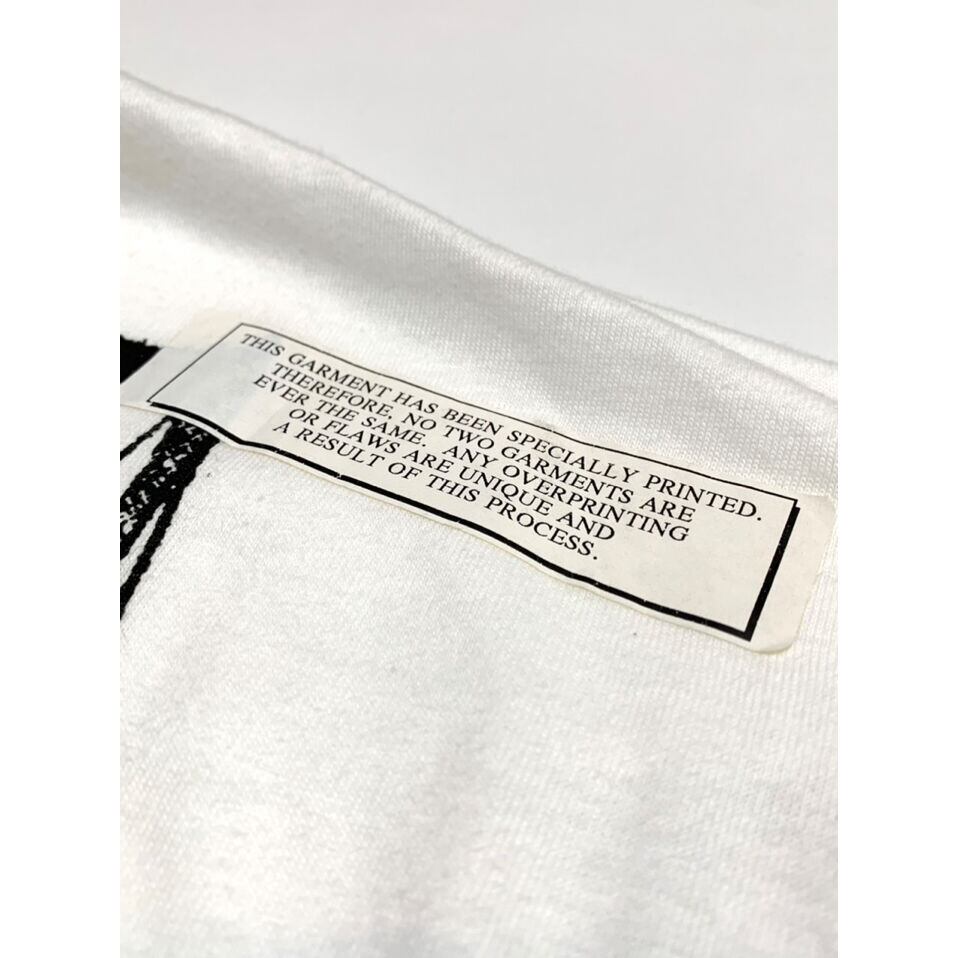 THIS GARMENT HAS BEEN SPECIALLY PRINTED.
THEREFORE, NO TWO GARMENTS ARE
EVER THE SAME. ANY OVERPRINTING
OR FLAWS ARE UNIQUE AND
A RESULT OF THIS PROCESS.